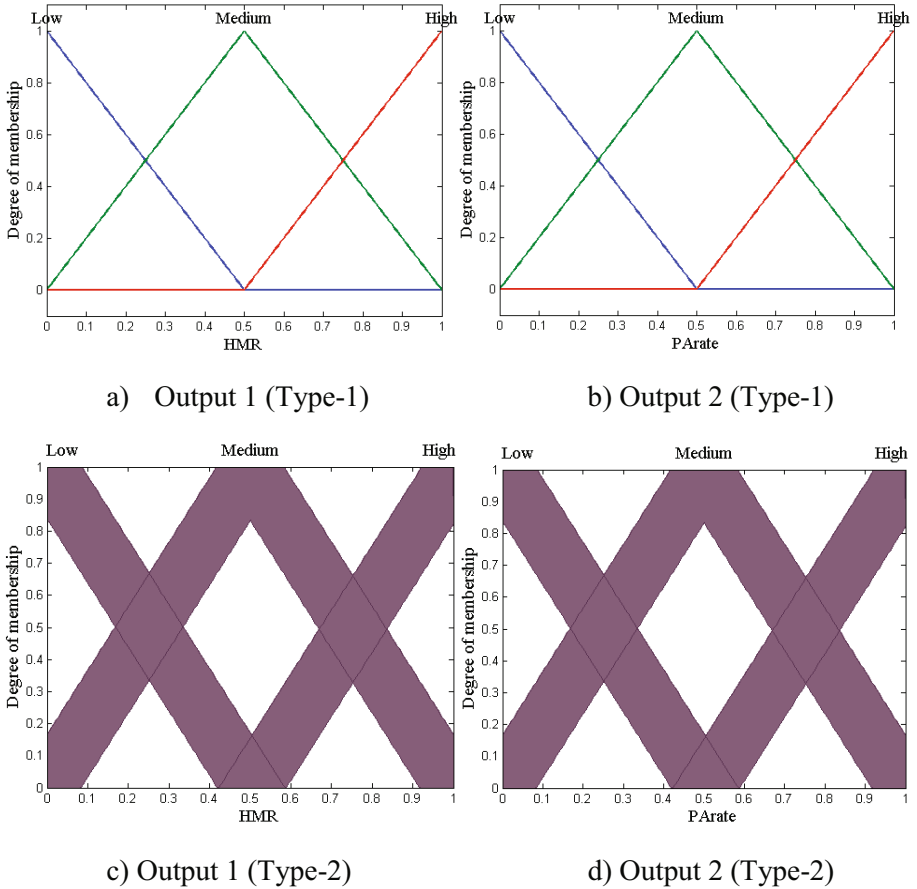 Low Medium High
1
0.8
0.6
0.4
0.2
0
Degree of membership
0 0.1 0.2 0.3 0.4 0.5 0.6 0.7 0.8 0.9 1
HMR
a) Output 1 (Type-1)
Low Medium High
1
0.8
0.6
0.4
0.2
0
Degree of membership
0 0.1 0.2 0.3 0.4 0.5 0.6 0.7 0.8 0.9 1
PArate
b) Output 2 (Type-1)
Low Medium High
1
0.9
0.8
0.7
0.6
0.5
0.4
0.3
0.2
0.1
0
Degree of membership
0 0.1 0.2 0.3 0.4 0.5 0.6 0.7 0.8 0.9 1
HMR
c) Output 1 (Type-2)
Low Medium High
1
0.9
0.8
0.7
0.6
0.5
0.4
0.3
0.2
0.1
0
Degree of membership
0 0.1 0.2 0.3 0.4 0.5 0.6 0.7 0.8 0.9 1
PArate
d) Output 2 (Type-2)